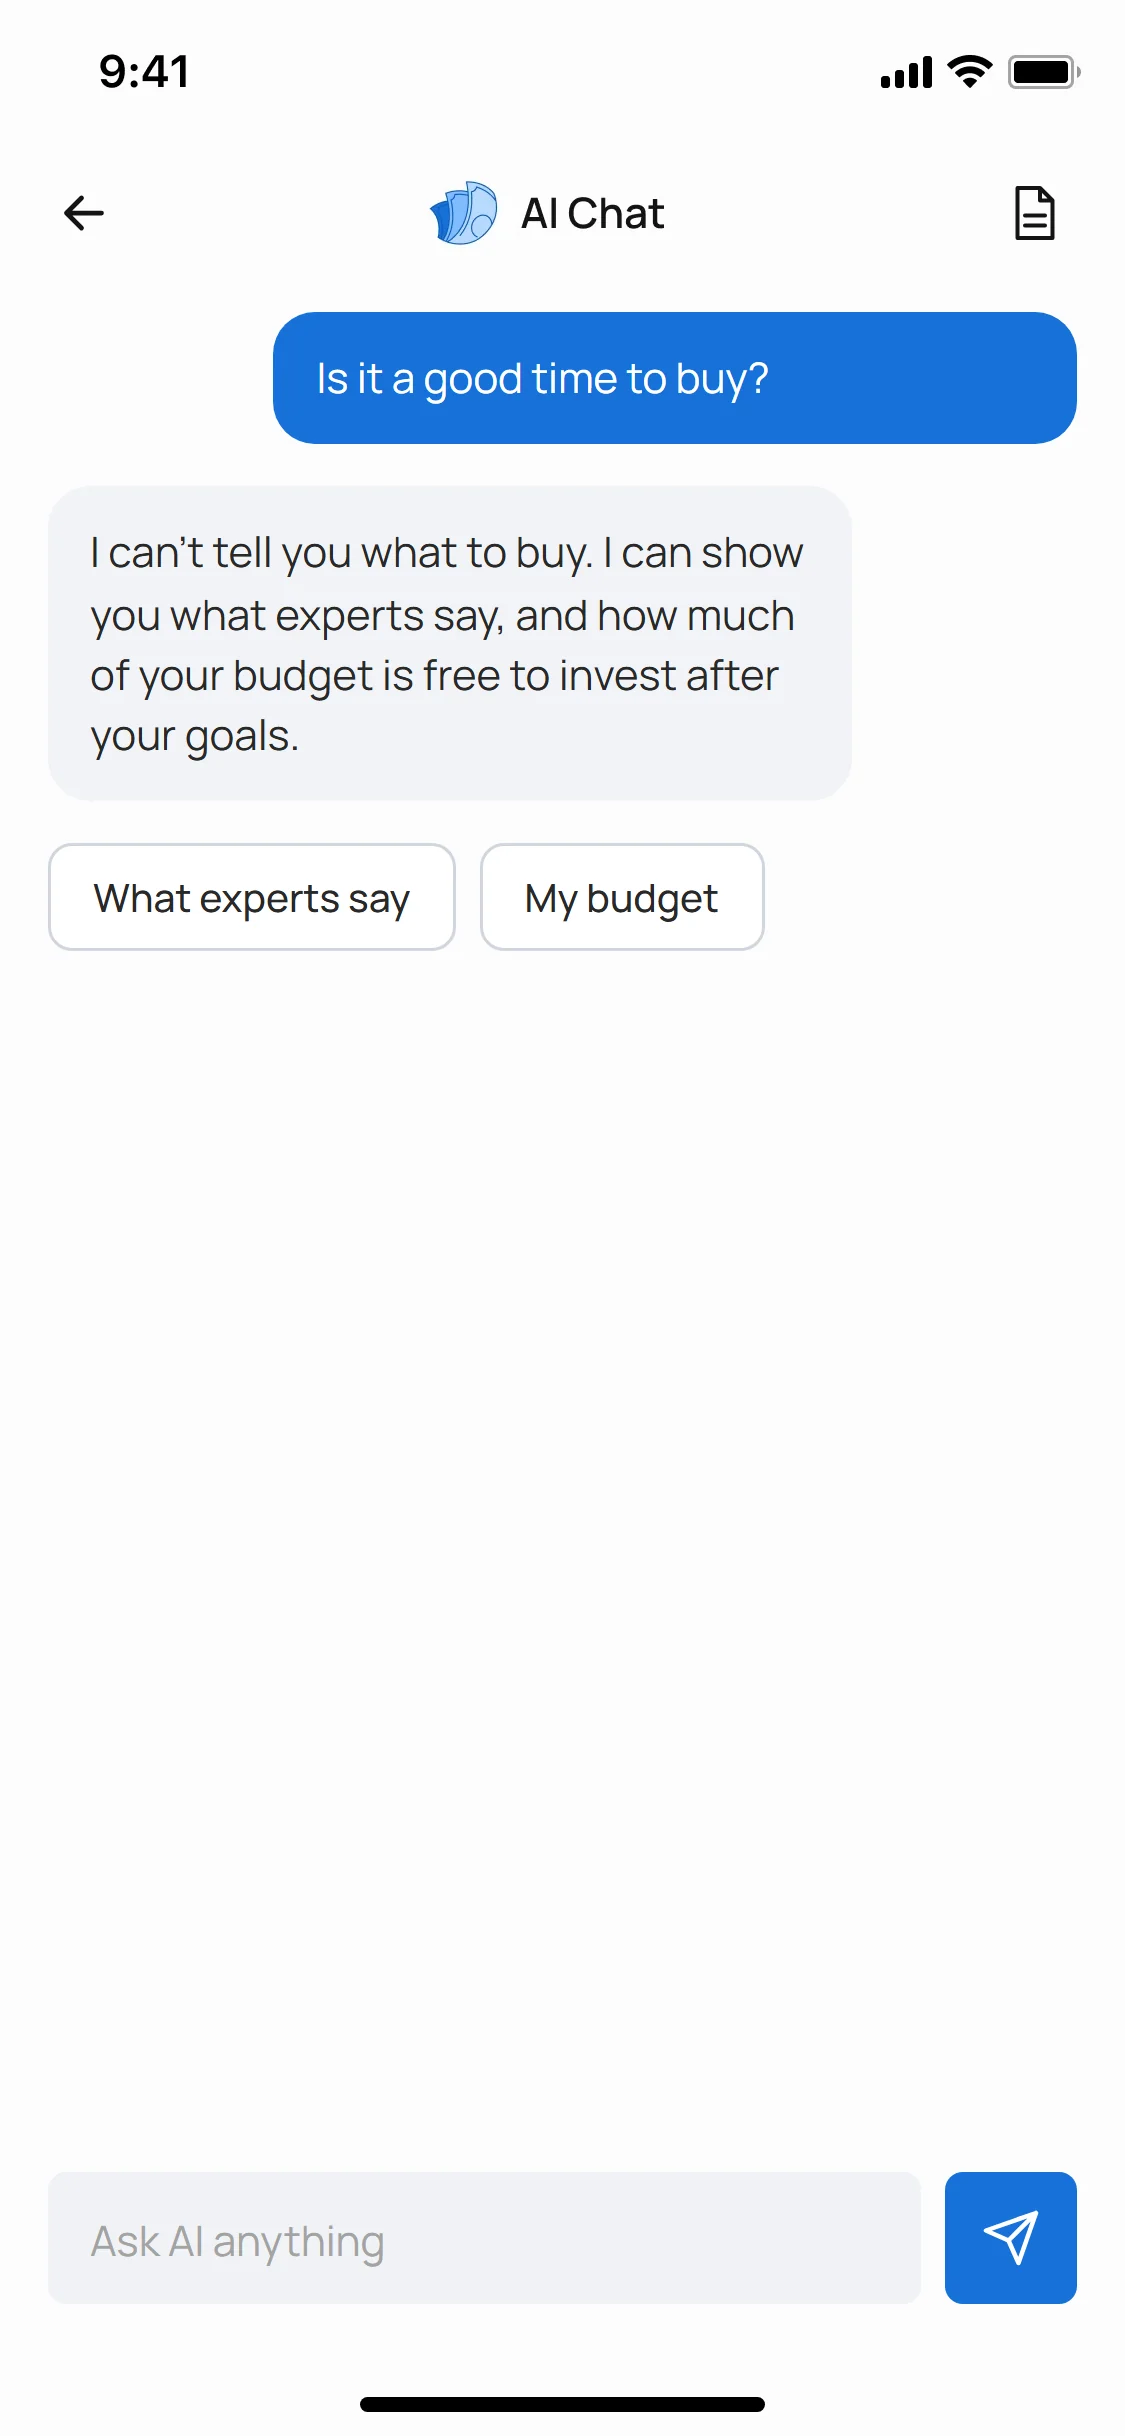 9:41
AI Chat
Is it a good time to buy?
I can’t tell you what to buy. I can show
you what experts say, and how much
of your budget is free to invest after
your goals.
What experts say
My budget
Ask AI anything